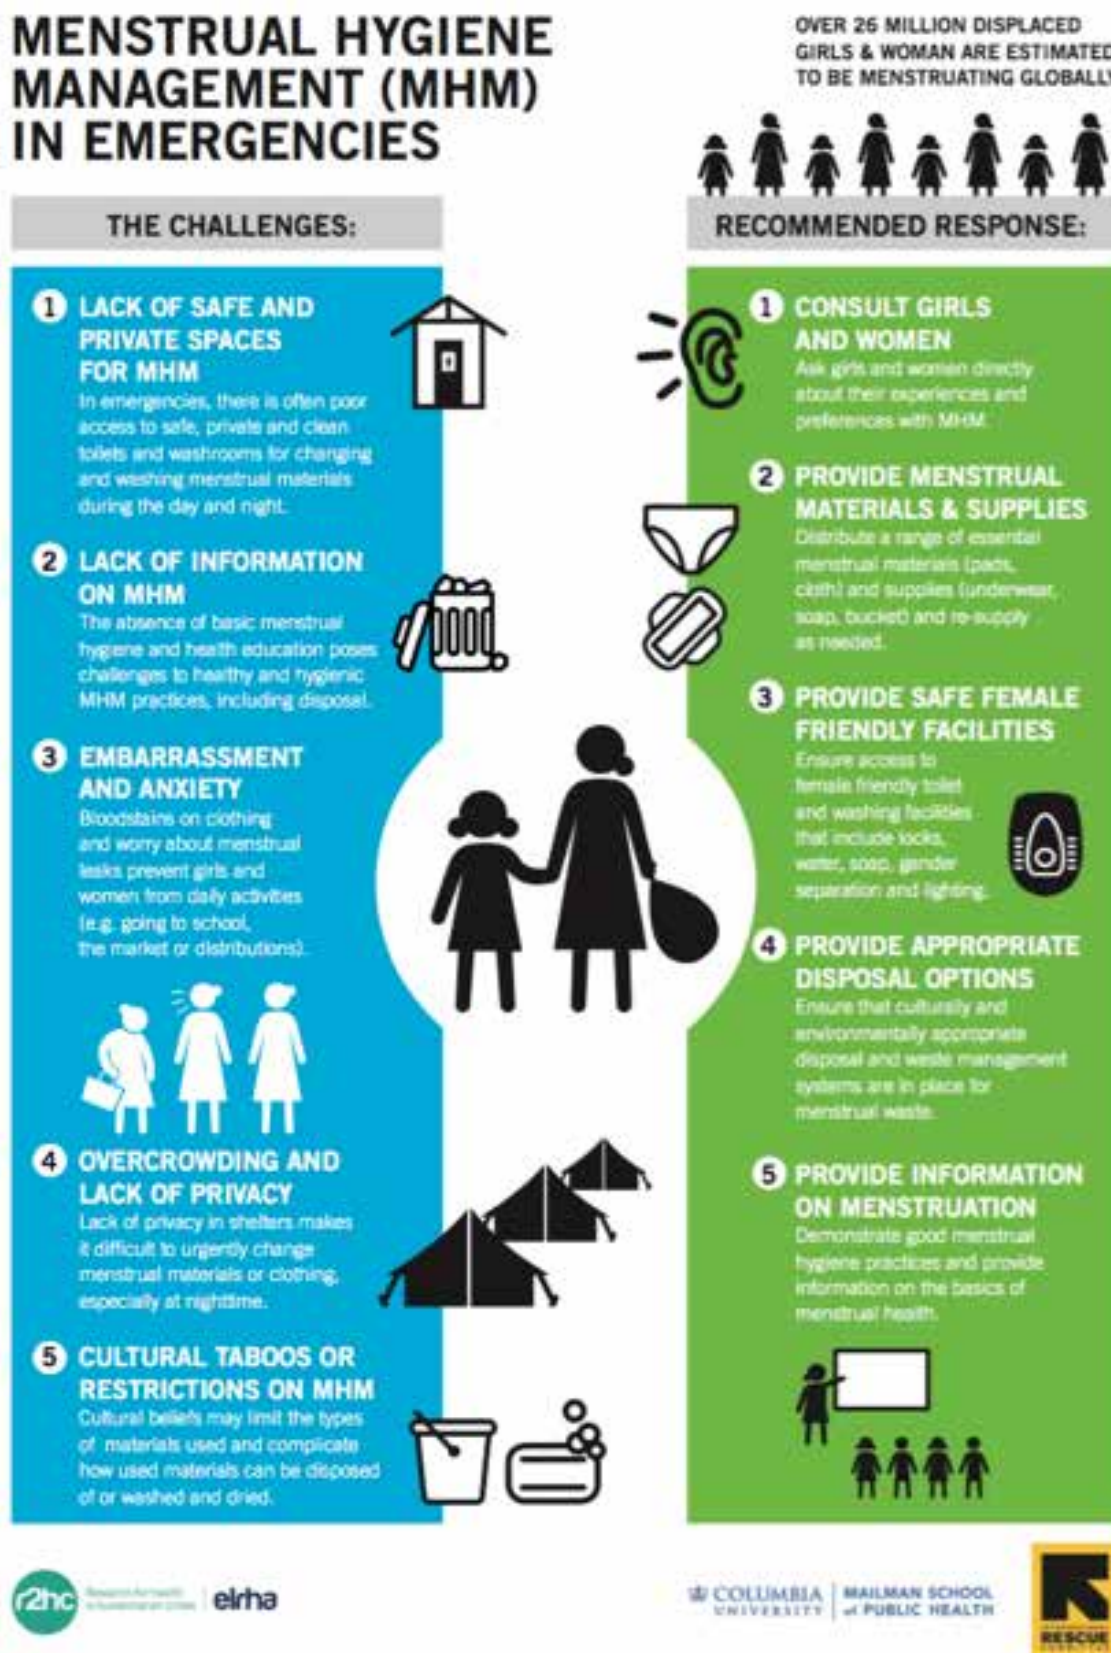 MENSTRUAL HYGIENE
MANAGEMENT (MHM)
IN EMERGENCIES
OVER 26 MILLION DISPLACED
GIRLS & WOMAN ARE ESTIMATED
TO BE MENSTRUATING GLOBALLY
THE CHALLENGES:
1 LACK OF SAFE AND
PRIVATE SPACES
FOR MHM
In emergencies, there is often poor
access to safe, private and clean
toilets and washrooms for changing
and washing menstrual materials
during the day and night.
2 LACK OF INFORMATION
ON MHM
The absence of basic menstrual
hygiene and health education poses
challenges to healthy and hygienic
MHM practices, including disposal.
3 EMBARRASSMENT
AND ANXIETY
Bloodstains on clothing
and worry about menstrual
leaks prevent girls and
women from daily activities
(e.g. going to school,
the market or distributions).
4 OVERCROWDING AND
LACK OF PRIVACY
Lack of privacy in shelters makes
it difficult to urgently change
menstrual materials or clothing,
especially at nighttime.
5 CULTURAL TABOOS OR
RESTRICTIONS ON MHM
Cultural beliefs may limit the types
of materials used and complicate
how used materials can be disposed
of or washed and dried.
RECOMMENDED RESPONSE:
1 CONSULT GIRLS
AND WOMEN
Ask girls and women directly
about their experiences and
preferences with MHM.
2 PROVIDE MENSTRUAL
MATERIALS & SUPPLIES
Distribute a range of essential
menstrual materials (pads,
cloth) and supplies (underwear,
soap, bucket) and re-supply
as needed.
3 PROVIDE SAFE FEMALE
FRIENDLY FACILITIES
Ensure access to
female friendly toilet
and washing facilities
that include locks,
water, soap, gender
separation and lighting.
4 PROVIDE APPROPRIATE
DISPOSAL OPTIONS
Ensure that culturally and
environmentally appropriate
disposal and waste management
systems are in place for
menstrual waste.
5 PROVIDE INFORMATION
ON MENSTRUATION
Demonstrate good menstrual
hygiene practices and provide
information on the basics of
menstrual health.
r2hc
elrha
COLUMBIA
UNIVERSITY
MAILMAN SCHOOL
of PUBLIC HEALTH
RESCUE